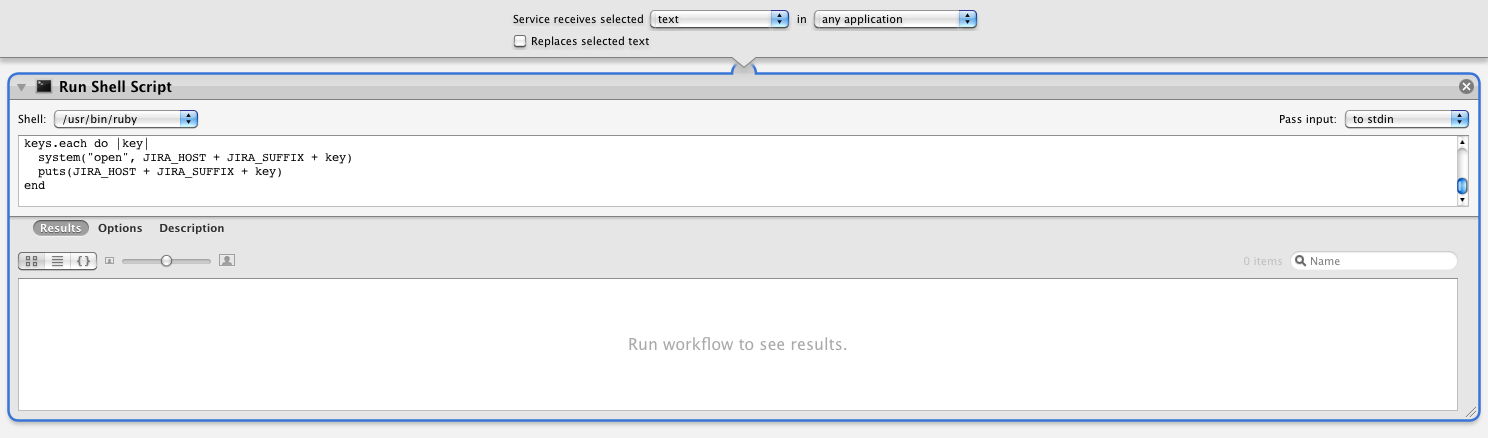 Service receives selected text in any application
Replaces selected text
Run Shell Script
Shell: /usr/bin/ruby Pass input: to stdin
keys.each do |key|
  system("open", JIRA_HOST + JIRA_SUFFIX + key)
  puts(JIRA_HOST + JIRA_SUFFIX + key)
end
Results Options Description
0 items Name
Run workflow to see results.